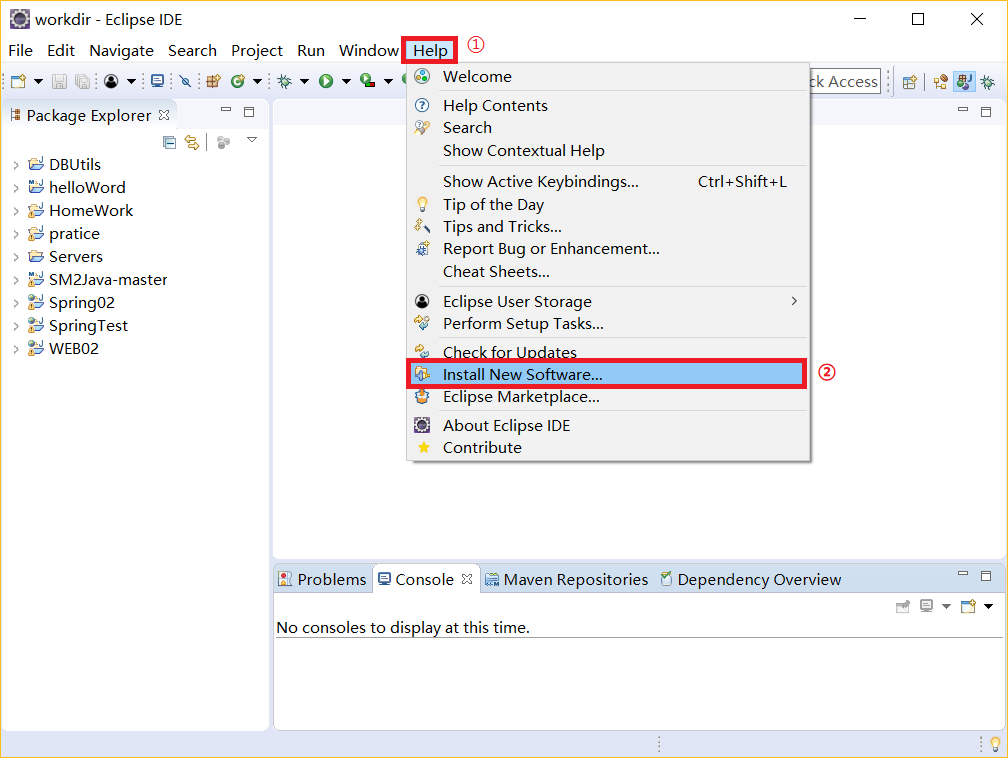 workdir - Eclipse IDE
File Edit Navigate Search Project Run Window Help ①
Welcome
ck Access
Package Explorer
Help Contents
Search
Show Contextual Help
Show Active Keybindings... Ctrl+Shift+L
Tip of the Day
Tips and Tricks...
Report Bug or Enhancement...
Cheat Sheets...
Eclipse User Storage
Perform Setup Tasks...
Check for Updates
Install New Software... ②
Eclipse Marketplace...
About Eclipse IDE
Contribute
DBUtils
helloWord
HomeWork
pratice
Servers
SM2Java-master
Spring02
SpringTest
WEB02
Problems Console Maven Repositories Dependency Overview
No consoles to display at this time.